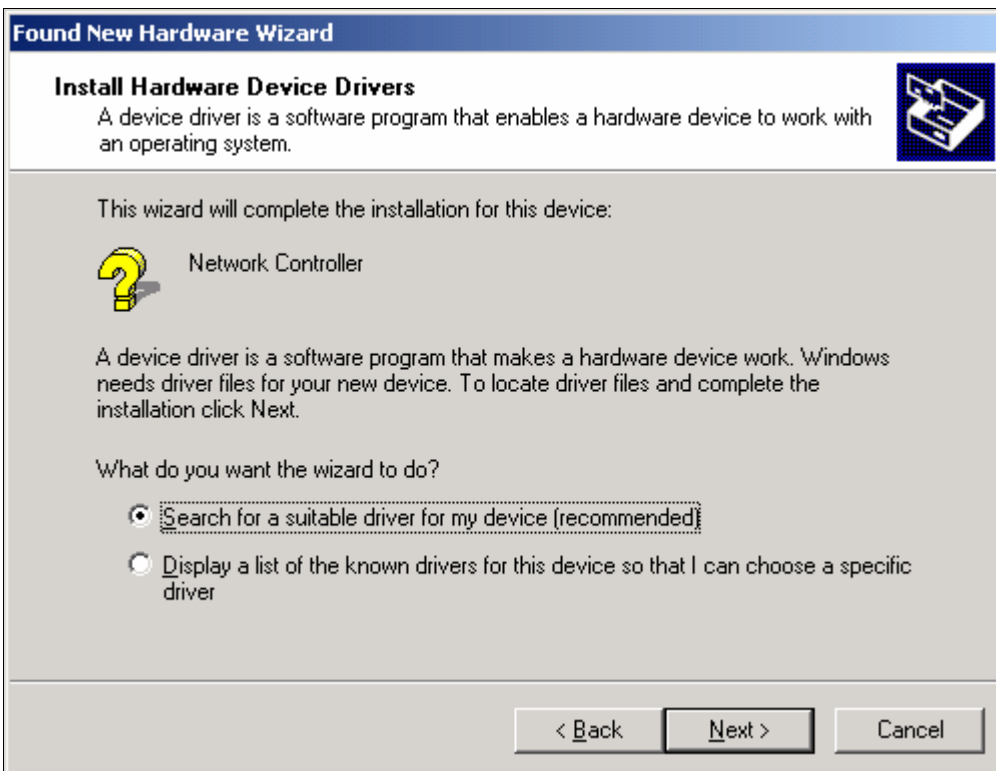 Found New Hardware Wizard
Install Hardware Device Drivers
A device driver is a software program that enables a hardware device to work with
an operating system.
This wizard will complete the installation for this device:
Network Controller
A device driver is a software program that makes a hardware device work. Windows
needs driver files for your new device. To locate driver files and complete the
installation click Next.
What do you want the wizard to do?
Search for a suitable driver for my device (recommended)
Display a list of the known drivers for this device so that I can choose a specific
driver
< Back
Next >
Cancel